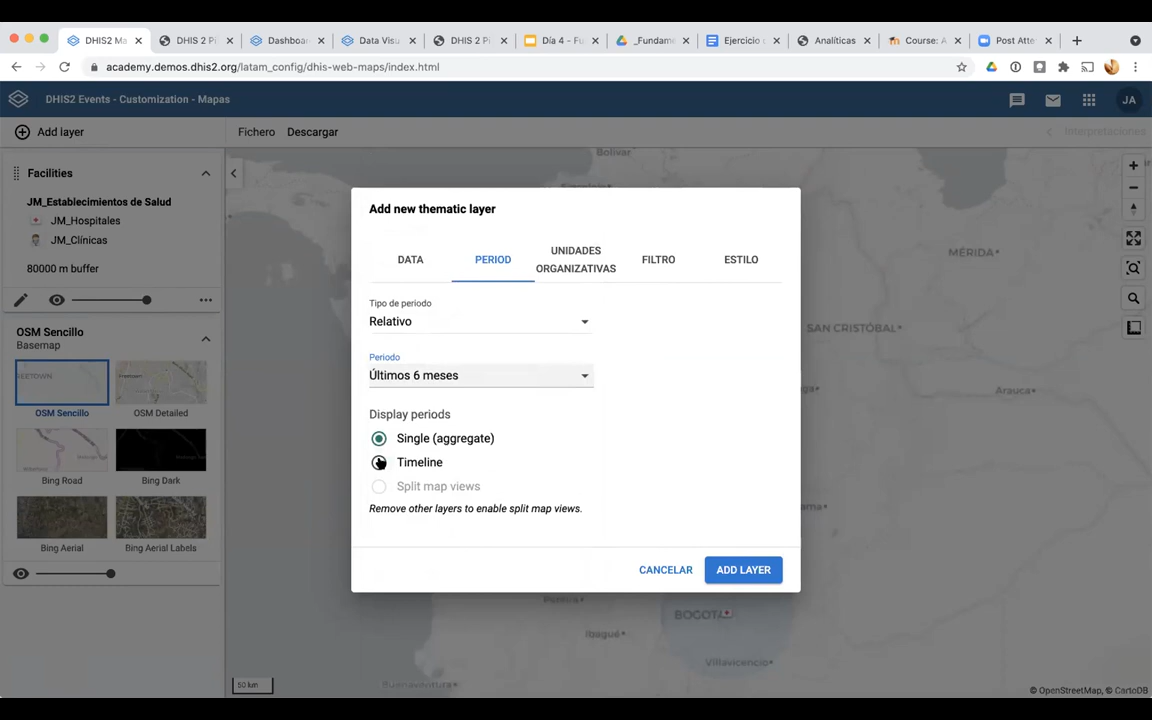 DHIS2 Ma
DHIS 2 Pi
Dashboar
Data Visu
DHIS 2 Pi
Día 4 - Fu
_Fundame
Ejercicio
Analíticas
Course: A
Post Atte
academy.demos.dhis2.org/latam_config/dhis-web-maps/index.html
DHIS2 Events - Customization - Mapas
JA
Add layer
Fichero Descargar
Interpretaciones
Facilities
JM_Establecimientos de Salud
JM_Hospitales
JM_Clínicas
80000 m buffer
OSM Sencillo
Basemap
OSM Sencillo
OSM Detailed
Bing Road
Bing Dark
Bing Aerial
Bing Aerial Labels
Bolívar
MÉRIDA
SAN CRISTÓBAL
Arauca
Add new thematic layer
DATA
PERIOD
UNIDADES
ORGANIZATIVAS
FILTRO
ESTILO
Tipo de periodo
Relativo
Periodo
Últimos 6 meses
Display periods
Single (aggregate)
Timeline
Split map views
Remove other layers to enable split map views.
CANCELAR
ADD LAYER
BOGOTÁ
Ibagué
Villavicencio
Buenaventura
50 km
© OpenStreetMap, © CartoDB